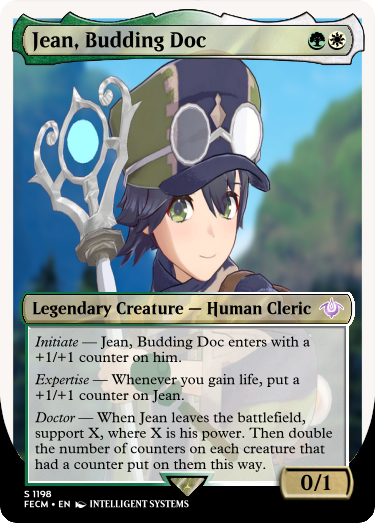 Jean, Budding Doc
Legendary Creature — Human Cleric
Initiate — Jean, Budding Doc enters with a
+1/+1 counter on him.
Expertise — Whenever you gain life, put a
+1/+1 counter on Jean.
Doctor — When Jean leaves the battlefield,
support X, where X is his power. Then double
the number of counters on each creature that
had a counter put on them this way.
0/1
S 1198
FECM • EN INTELLIGENT SYSTEMS